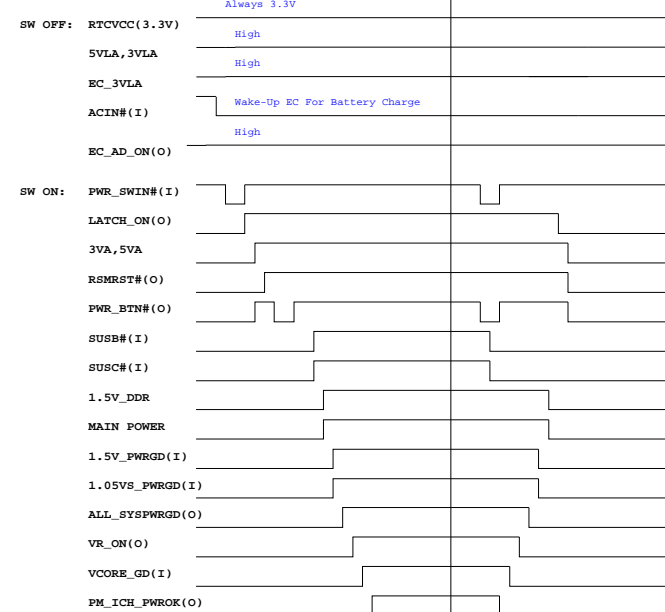 Always 3.3V
SW OFF: RTCVCC(3.3V)
High
5VLA,3VLA
High
EC_3VLA
Wake-Up EC For Battery Charge
ACIN#(I)
High
EC_AD_ON(O)
SW ON: PWR_SWIN#(I)
LATCH_ON(O)
3VA,5VA
RSMRST#(O)
PWR_BTN#(O)
SUSB#(I)
SUSC#(I)
1.5V_DDR
MAIN POWER
1.5V_PWRGD(I)
1.05VS_PWRGD(I)
ALL_SYSPWRGD(O)
VR_ON(O)
VCORE_GD(I)
PM_ICH_PWROK(O)